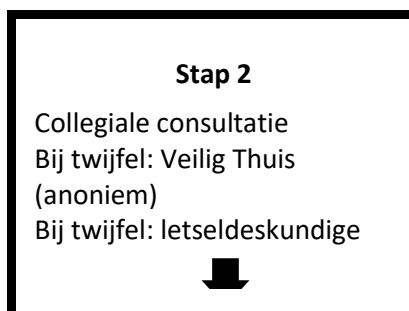 Stap 2
Collegiale consultatie
Bij twijfel: Veilig Thuis
(anoniem)
Bij twijfel: letseldeskundige